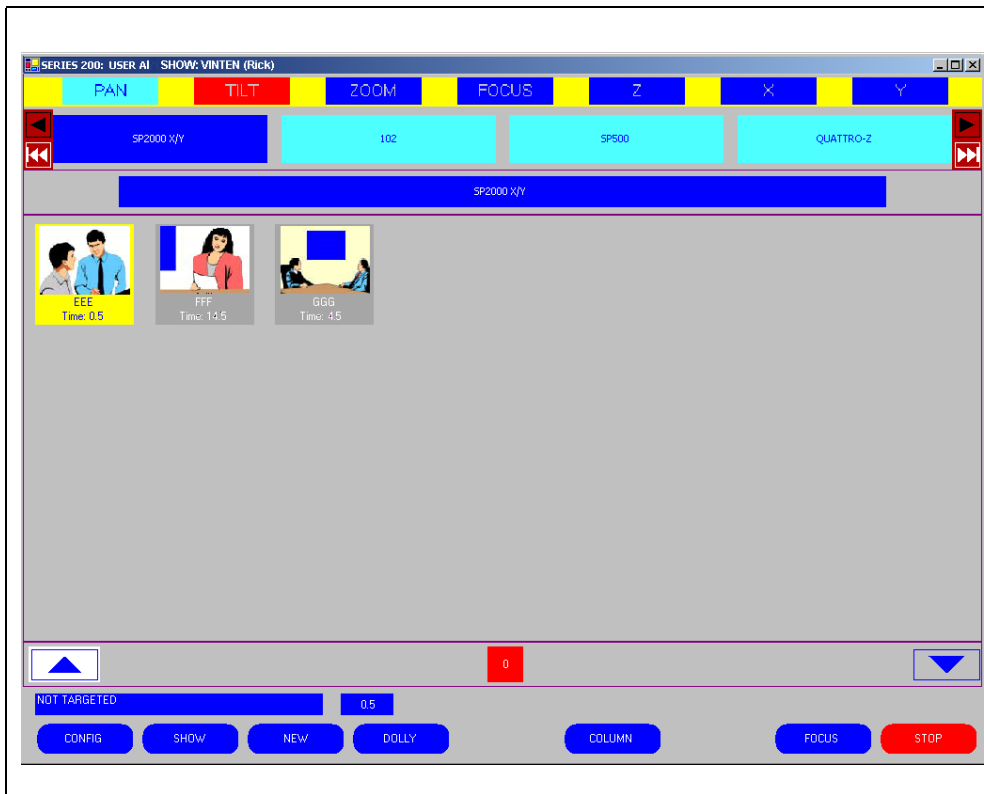 SERIES 200: USER AI SHOW: VINTEN (Rick)
PAN TILT ZOOM FOCUS Z X Y
SP2000 X/Y 102 SP500 QUATTRO-Z
SP2000 X/Y
EEE FFF GGG
Time: 0.5 Time: 14.5 Time: 4.5
0
NOT TARGETED 0.5
CONFIG SHOW NEW DOLLY COLUMN FOCUS STOP